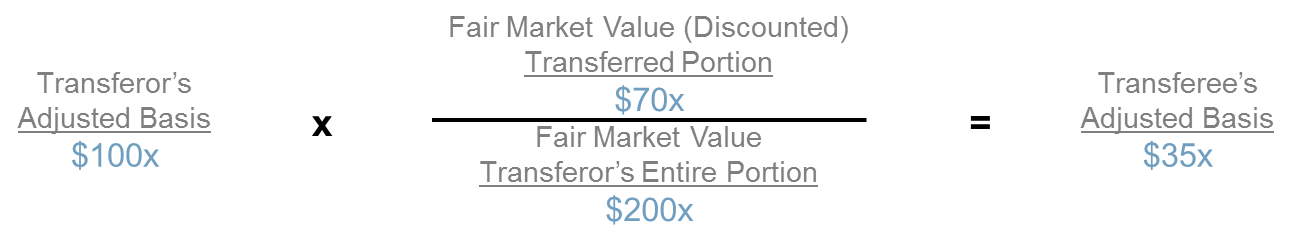 Transferor's
Adjusted Basis
$100x
x
Fair Market Value (Discounted)
Transferred Portion
$70x
Fair Market Value
Transferor's Entire Portion
$200x
=
Transferee's
Adjusted Basis
$35x